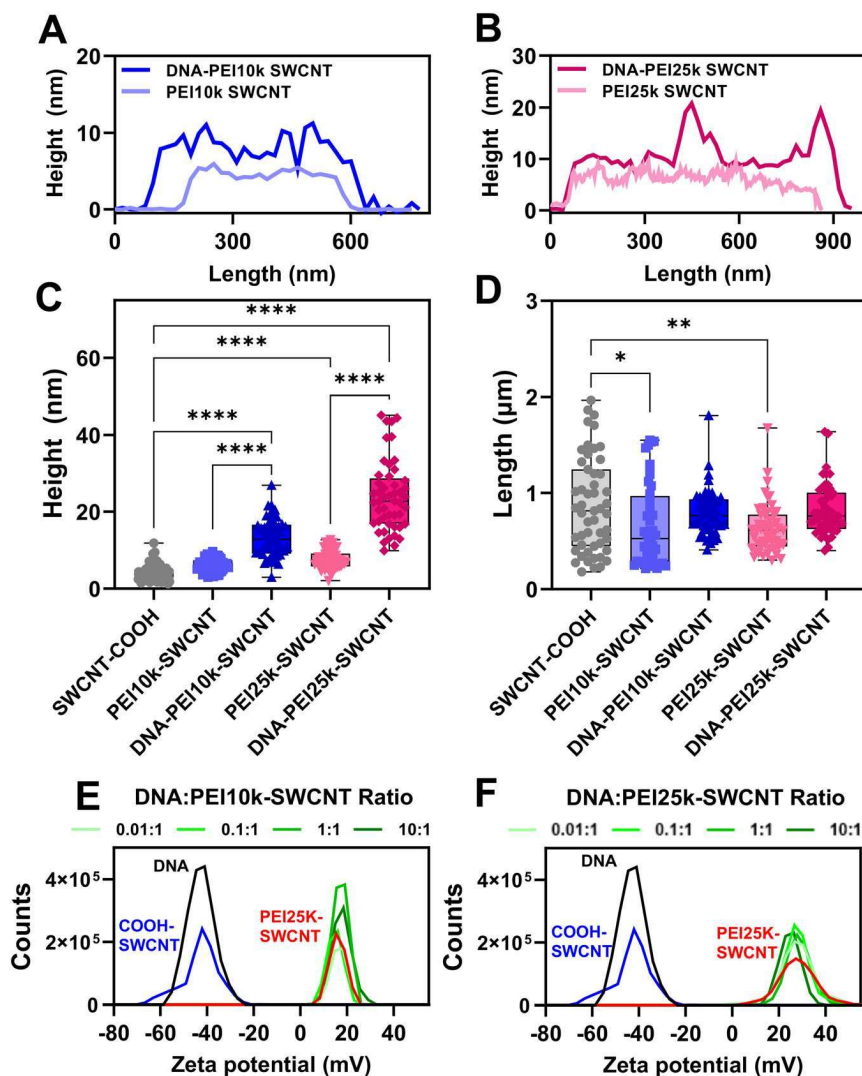 A
20
10
0
Height (nm)
DNA-PEI10k SWCNT
PEI10k SWCNT
0 300 600
Length (nm)
B
30
20
10
0
Height (nm)
DNA-PEI25k SWCNT
PEI25k SWCNT
0 300 600 900
Length (nm)
C
60
40
20
0
Height (nm)
****
****
****
****
****
SWCNT-COOH
PEI10k-SWCNT
DNA-PEI10k-SWCNT
PEI25k-SWCNT
DNA-PEI25k-SWCNT
D
3
2
1
0
Length (µm)
**
*
SWCNT-COOH
PEI10k-SWCNT
DNA-PEI10k-SWCNT
PEI25k-SWCNT
DNA-PEI25k-SWCNT
E
DNA:PEI10k-SWCNT Ratio
0.01:1 0.1:1 1:1 10:1
4×10⁵
2×10⁵
0
Counts
DNA
COOH-
SWCNT
PEI25K-
SWCNT
-80 -60 -40 -20 0 20 40
Zeta potential (mV)
F
DNA:PEI25k-SWCNT Ratio
0.01:1 0.1:1 1:1 10:1
4×10⁵
2×10⁵
0
Counts
DNA
COOH-
SWCNT
PEI25K-
SWCNT
-80 -60 -40 -20 0 20 40
Zeta potential (mV)